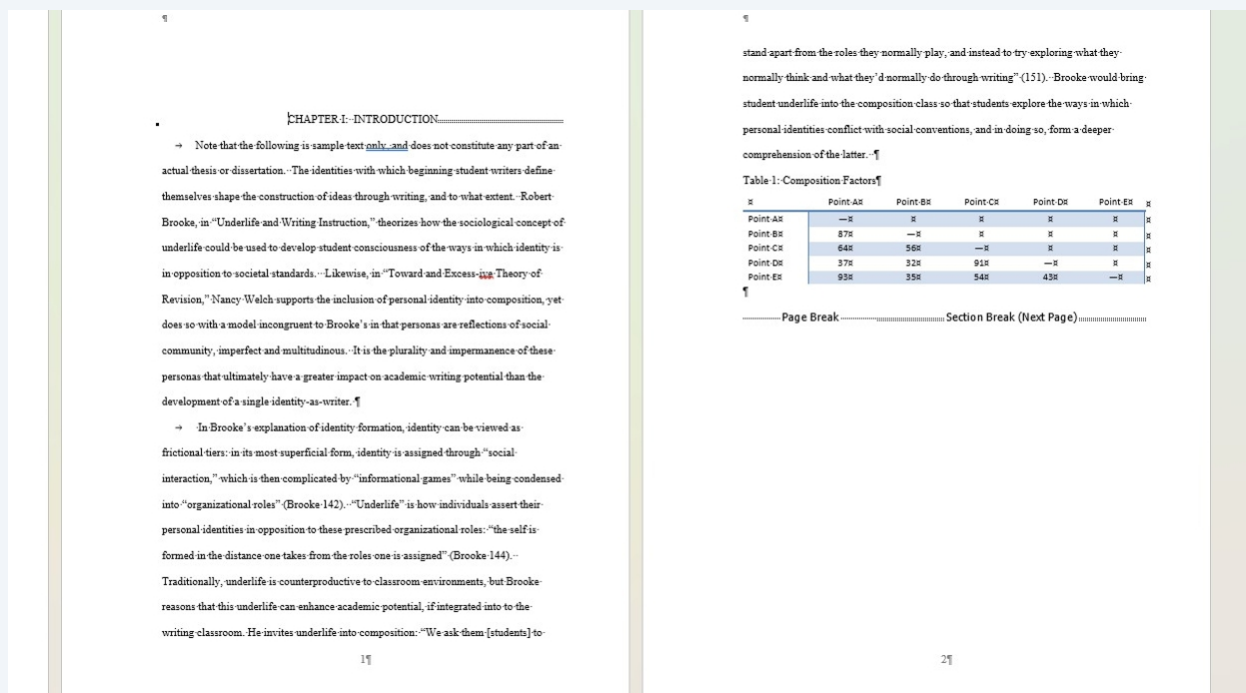 CHAPTER I: INTRODUCTION
Note that the following is sample text only, and does not constitute any part of an
actual thesis or dissertation. The identities with which beginning student writers define
themselves shape the construction of ideas through writing, and to what extent. Robert
Brooke, in “Underlife and Writing Instruction,” theorizes how the sociological concept of
underlife could be used to develop student consciousness of the ways in which identity is
in opposition to societal standards. Likewise, in “Toward and Excess-ive Theory of
Revision,” Nancy Welch supports the inclusion of personal identity into composition, yet
does so with a model incongruent to Brooke’s in that personas are reflections of social
community, imperfect and multitudinous. It is the plurality and impermanence of these
personas that ultimately have a greater impact on academic writing potential than the
development of a single identity-as-writer. ¶
In Brooke’s explanation of identity formation, identity can be viewed as
frictional tiers: in its most superficial form, identity is assigned through “social
interaction,” which is then complicated by “informational games” while being condensed
into “organizational roles” (Brooke 142). “Underlife” is how individuals assert their
personal identities in opposition to these prescribed organizational roles: “the self is
formed in the distance one takes from the roles one is assigned” (Brooke 144).
Traditionally, underlife is counterproductive to classroom environments, but Brooke
reasons that this underlife can enhance academic potential, if integrated into to the
writing classroom. He invites underlife into composition: “We ask them [students] to
1¶
stand apart from the roles they normally play, and instead to try exploring what they
normally think and what they’d normally do through writing” (151). Brooke would bring
student underlife into the composition class so that students explore the ways in which
personal identities conflict with social conventions, and in doing so, form a deeper
comprehension of the latter. ¶
Table 1: Composition Factors¶
¤ Point A¤ Point B¤ Point C¤ Point D¤ Point E¤ ¤
Point A¤ —¤ ¤ ¤ ¤ ¤ ¤
Point B¤ 87¤ —¤ ¤ ¤ ¤ ¤
Point C¤ 64¤ 56¤ —¤ ¤ ¤ ¤
Point D¤ 37¤ 32¤ 91¤ —¤ ¤ ¤
Point E¤ 93¤ 35¤ 54¤ 43¤ —¤ ¤
¶
Page Break Section Break (Next Page)
2¶